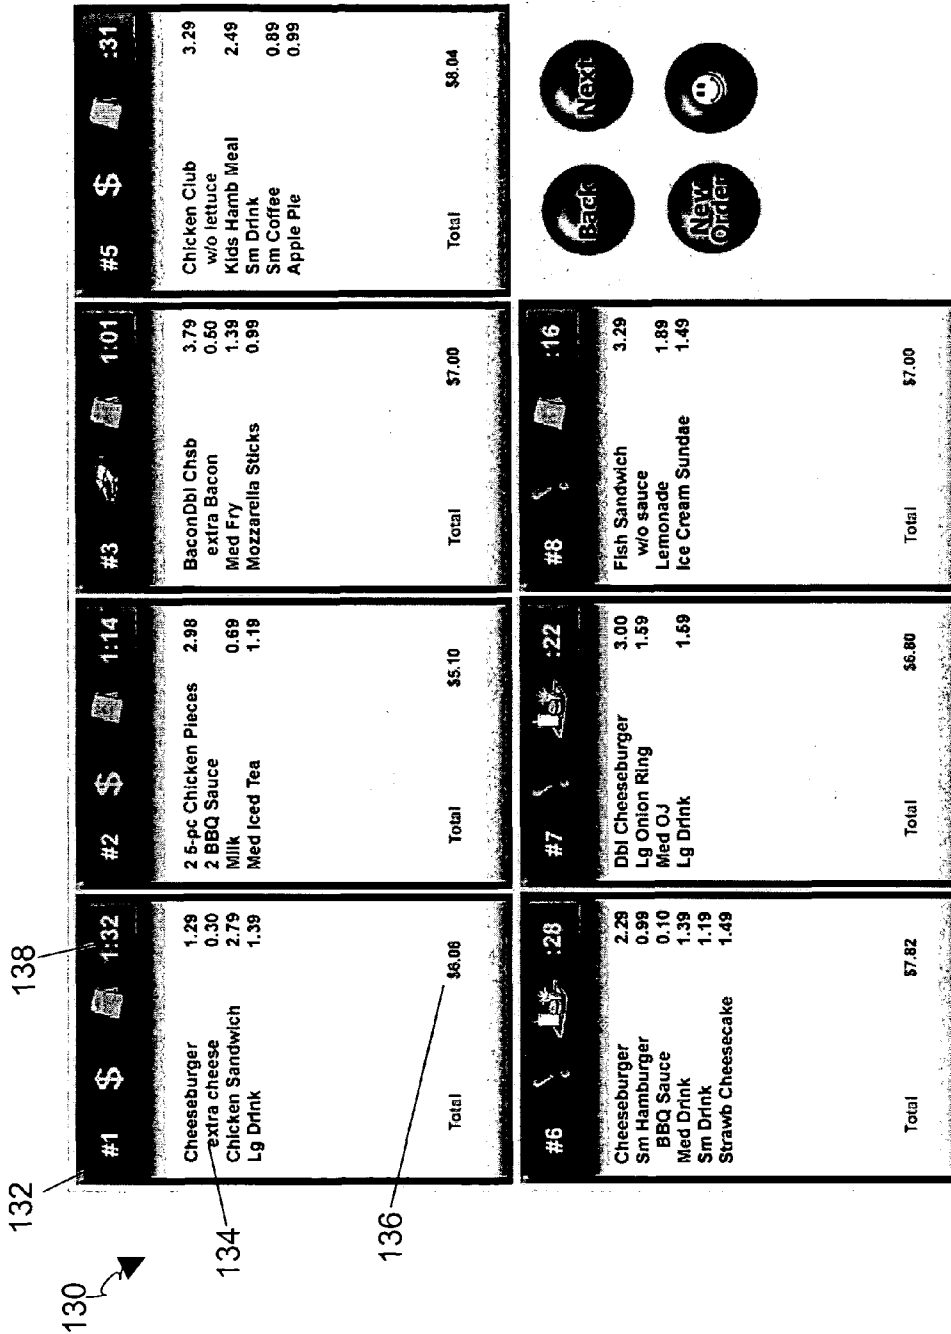 130
132
138
134
136
#1 $ 1:32
Cheeseburger 1.29
extra cheese 0.30
Chicken Sandwich 2.79
Lg Drink 1.39
Total $6.06
#2 $ 1:14
2 5-pc Chicken Pieces 2.98
2 BBQ Sauce
Milk 0.69
Med Iced Tea 1.19
Total $5.10
#3 1:01
BaconDbl Chsb 3.79
extra Bacon 0.50
Med Fry 1.39
Mozzarella Sticks 0.99
Total $7.00
#5 $ :31
Chicken Club 3.29
w/o lettuce
Kids Hamb Meal 2.49
Sm Drink
Sm Coffee 0.89
Apple Pie 0.99
Total $8.04
#6 :28
Cheeseburger 2.29
Sm Hamburger 0.99
BBQ Sauce 0.10
Med Drink 1.39
Sm Drink 1.19
Strawb Cheesecake 1.49
Total $7.82
#7 :22
Dbl Cheeseburger 3.00
Lg Onion Ring 1.59
Med OJ
Lg Drink 1.59
Total $6.80
#8 :16
Fish Sandwich 3.29
w/o sauce
Lemonade 1.89
Ice Cream Sundae 1.49
Total $7.00
Back
Next
New
Order